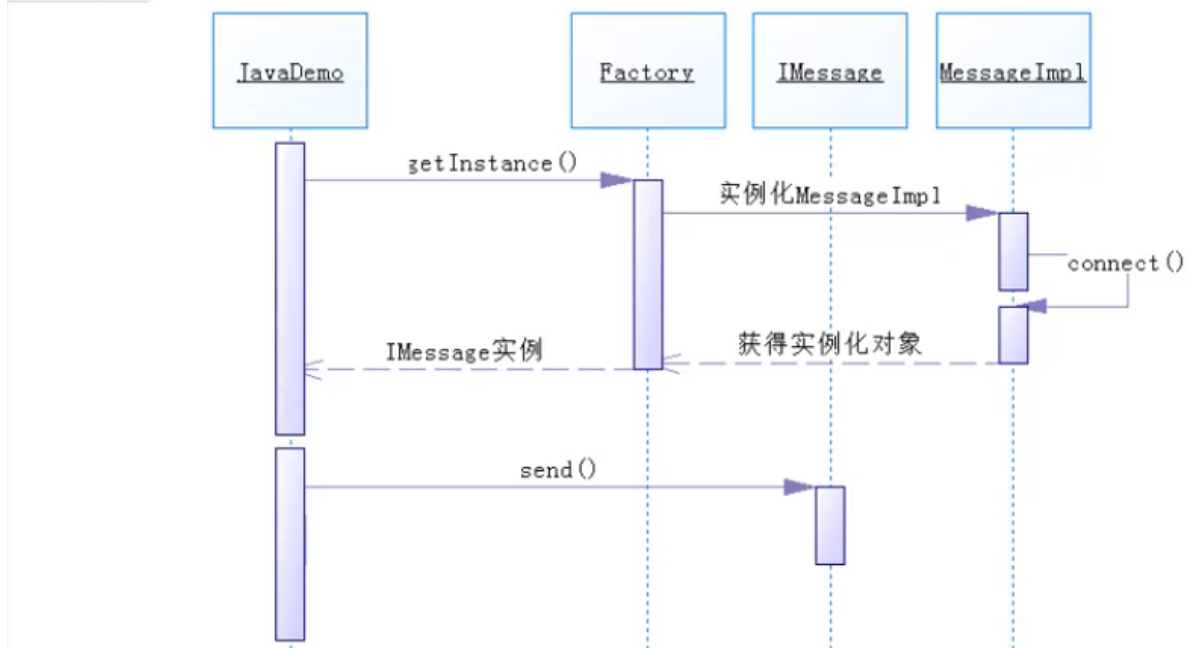 JavaDemo
Factory
IMessage
MessageImpl
getInstance()
实例化MessageImpl
connect()
IMessage实例
获得实例化对象
send()